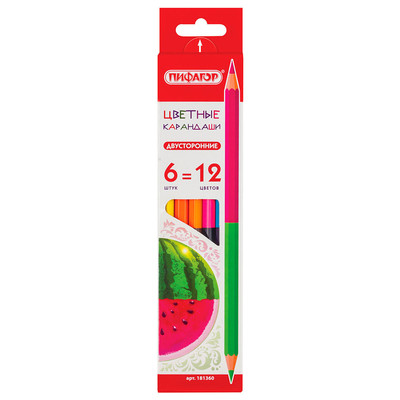 ПИФАГОР
ЦВЕТНЫЕ
КАРАНДАШИ
ДВУСТОРОННИЕ
6=12
ШТУК ЦВЕТОВ
арт. 181360